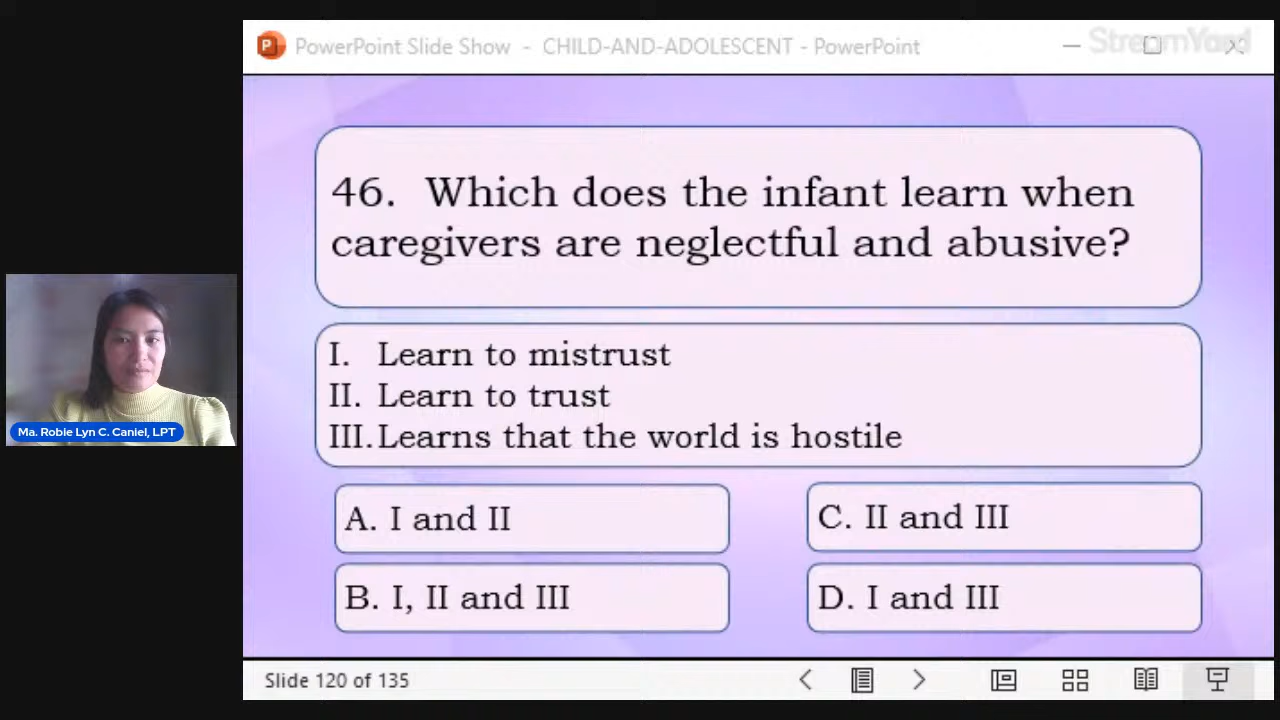 PowerPoint Slide Show - CHILD-AND-ADOLESCENT - PowerPoint
StreamYard
46. Which does the infant learn when
caregivers are neglectful and abusive?
I. Learn to mistrust
II. Learn to trust
III. Learns that the world is hostile
A. I and II
C. II and III
B. I, II and III
D. I and III
Ma. Robie Lyn C. Caniel, LPT
Slide 120 of 135